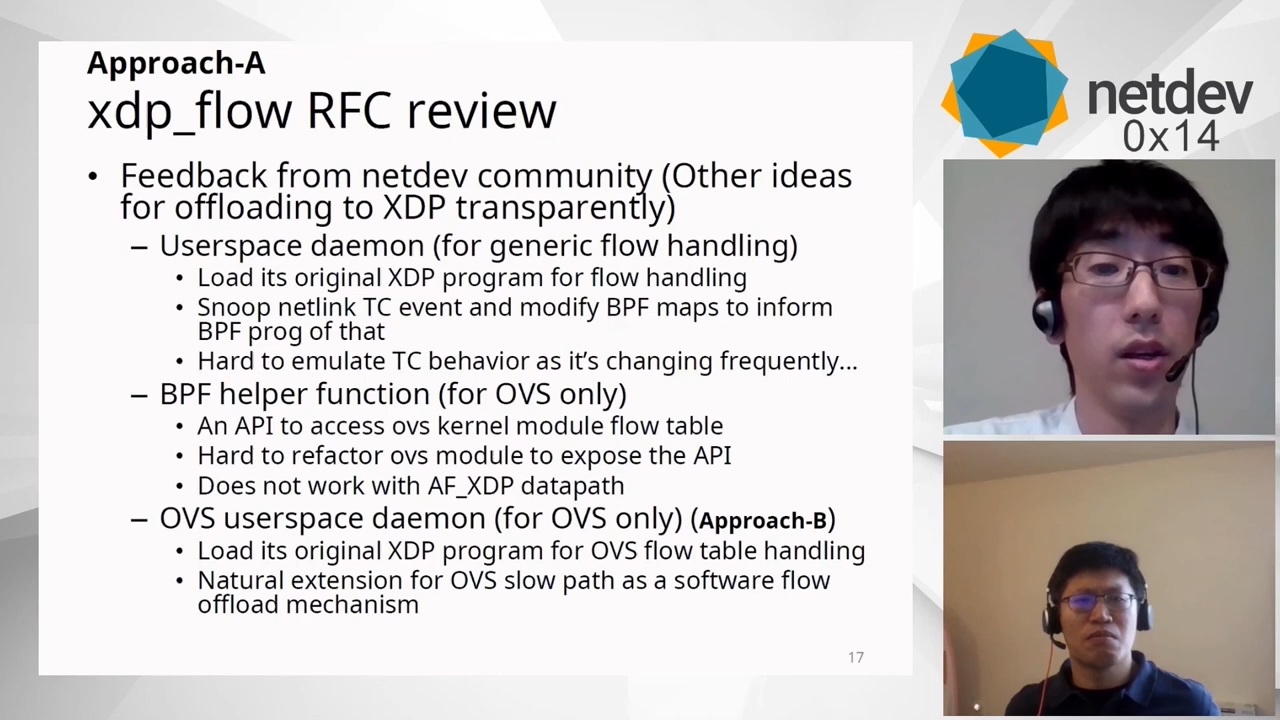 Approach-A
xdp_flow RFC review
• Feedback from netdev community (Other ideas
for offloading to XDP transparently)
– Userspace daemon (for generic flow handling)
• Load its original XDP program for flow handling
• Snoop netlink TC event and modify BPF maps to inform
BPF prog of that
• Hard to emulate TC behavior as it’s changing frequently...
– BPF helper function (for OVS only)
• An API to access ovs kernel module flow table
• Hard to refactor ovs module to expose the API
• Does not work with AF_XDP datapath
– OVS userspace daemon (for OVS only) (Approach-B)
• Load its original XDP program for OVS flow table handling
• Natural extension for OVS slow path as a software flow
offload mechanism
17
netdev
0x14